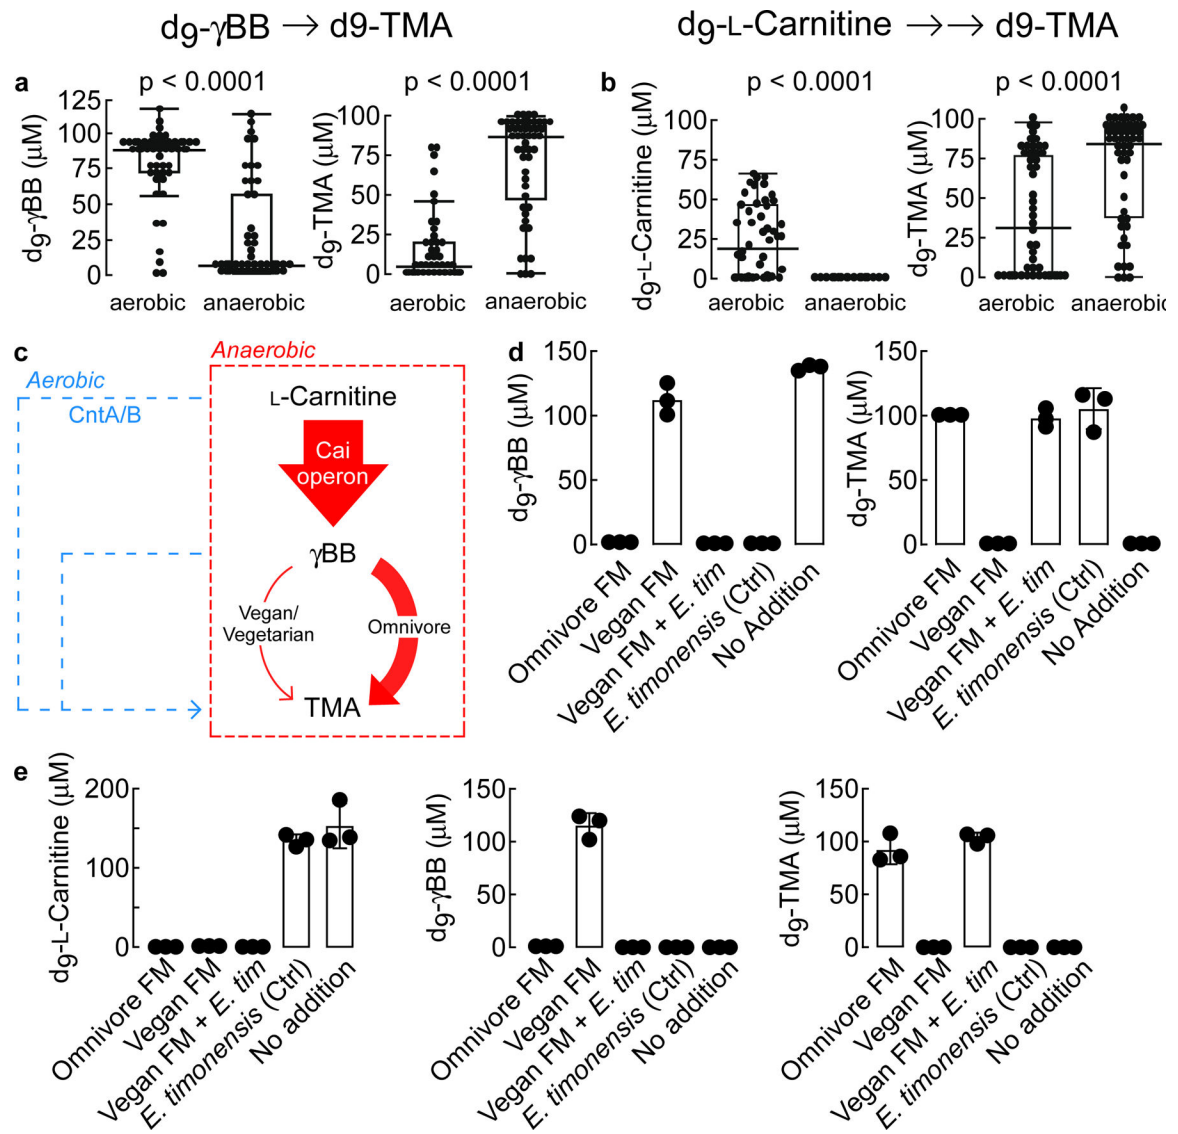 d9-γBB → d9-TMA
d9-L-Carnitine →→ d9-TMA
a
p < 0.0001
p < 0.0001
d9-γBB (μM)
125
100
75
50
25
0
aerobic
anaerobic
d9-TMA (μM)
100
75
50
25
0
aerobic
anaerobic
b
p < 0.0001
p < 0.0001
d9-L-Carnitine (μM)
100
75
50
25
0
aerobic
anaerobic
d9-TMA (μM)
100
75
50
25
0
aerobic
anaerobic
c
Aerobic
CntA/B
Anaerobic
L-Carnitine
Cai
operon
γBB
Vegan/
Vegetarian
Omnivore
TMA
d
d9-γBB (μM)
150
100
50
0
Omnivore FM
Vegan FM
Vegan FM + E. tim
E. timonensis (Ctrl)
No Addition
d9-TMA (μM)
150
100
50
0
Omnivore FM
Vegan FM
Vegan FM + E. tim
E. timonensis (Ctrl)
No Addition
e
d9-L-Carnitine (μM)
200
100
0
Omnivore FM
Vegan FM
Vegan FM + E. tim
E. timonensis (Ctrl)
No addition
d9-γBB (μM)
150
100
50
0
Omnivore FM
Vegan FM
Vegan FM + E. tim
E. timonensis (Ctrl)
No addition
d9-TMA (μM)
150
100
50
0
Omnivore FM
Vegan FM
Vegan FM + E. tim
E. timonensis (Ctrl)
No addition